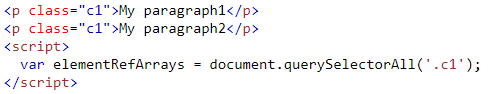 <p class="c1">My paragraph1</p>
<p class="c1">My paragraph2</p>
<script>
  var elementRefArrays = document.querySelectorAll('.c1');
</script>